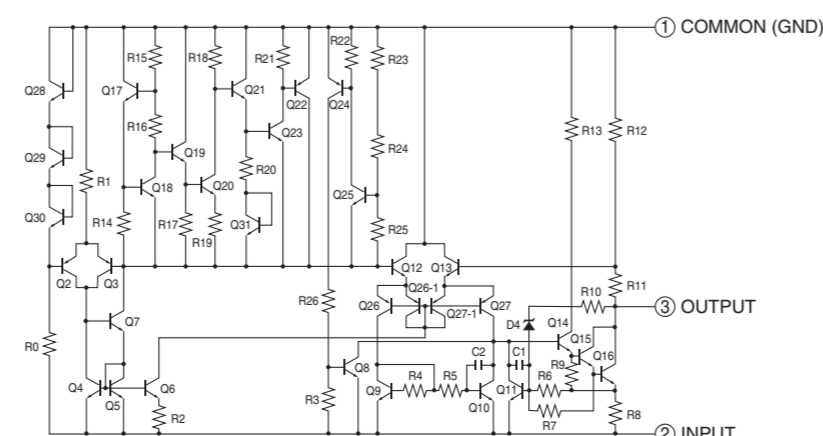 ① COMMON (GND)
R15 R18 R21 R22 R23
Q28 Q17 Q21 Q22 Q24
R16 Q23 R13 R12
Q29 Q19 R24
R1 R20
Q18 Q20 Q25
Q30 R14 R17 R19 Q31 R25
Q2 Q3 Q12 Q13
Q26-1 R10 R11
R26 Q26 Q27 ③ OUTPUT
Q27-1 D4
Q7 Q14
R0 Q15
Q8 C2 C1 Q16
R9
Q4 Q5 Q6 Q9 R4 R5 Q11 R6
R2 R3 Q10 R7 R8
② INPUT